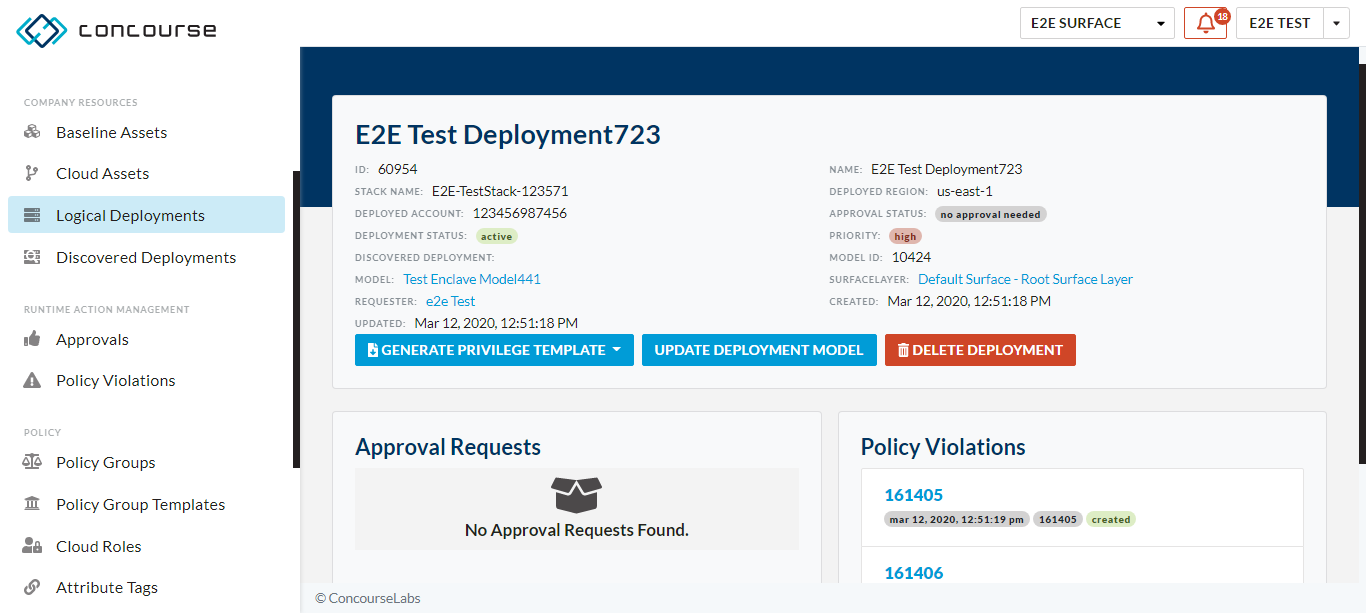 concourse
E2E SURFACE
18
E2E TEST
COMPANY RESOURCES
Baseline Assets
Cloud Assets
Logical Deployments
Discovered Deployments
RUNTIME ACTION MANAGEMENT
Approvals
Policy Violations
POLICY
Policy Groups
Policy Group Templates
Cloud Roles
Attribute Tags
E2E Test Deployment723
ID: 60954
NAME: E2E Test Deployment723
STACK NAME: E2E-TestStack-123571
DEPLOYED REGION: us-east-1
DEPLOYED ACCOUNT: 123456987456
APPROVAL STATUS: no approval needed
DEPLOYMENT STATUS: active
PRIORITY: high
DISCOVERED DEPLOYMENT:
MODEL ID: 10424
MODEL: Test Enclave Model441
SURFACELAYER: Default Surface - Root Surface Layer
REQUESTER: e2e Test
CREATED: Mar 12, 2020, 12:51:18 PM
UPDATED: Mar 12, 2020, 12:51:18 PM
GENERATE PRIVILEGE TEMPLATE
UPDATE DEPLOYMENT MODEL
DELETE DEPLOYMENT
Approval Requests
No Approval Requests Found.
Policy Violations
161405
mar 12, 2020, 12:51:19 pm 161405 created
161406
© ConcourseLabs